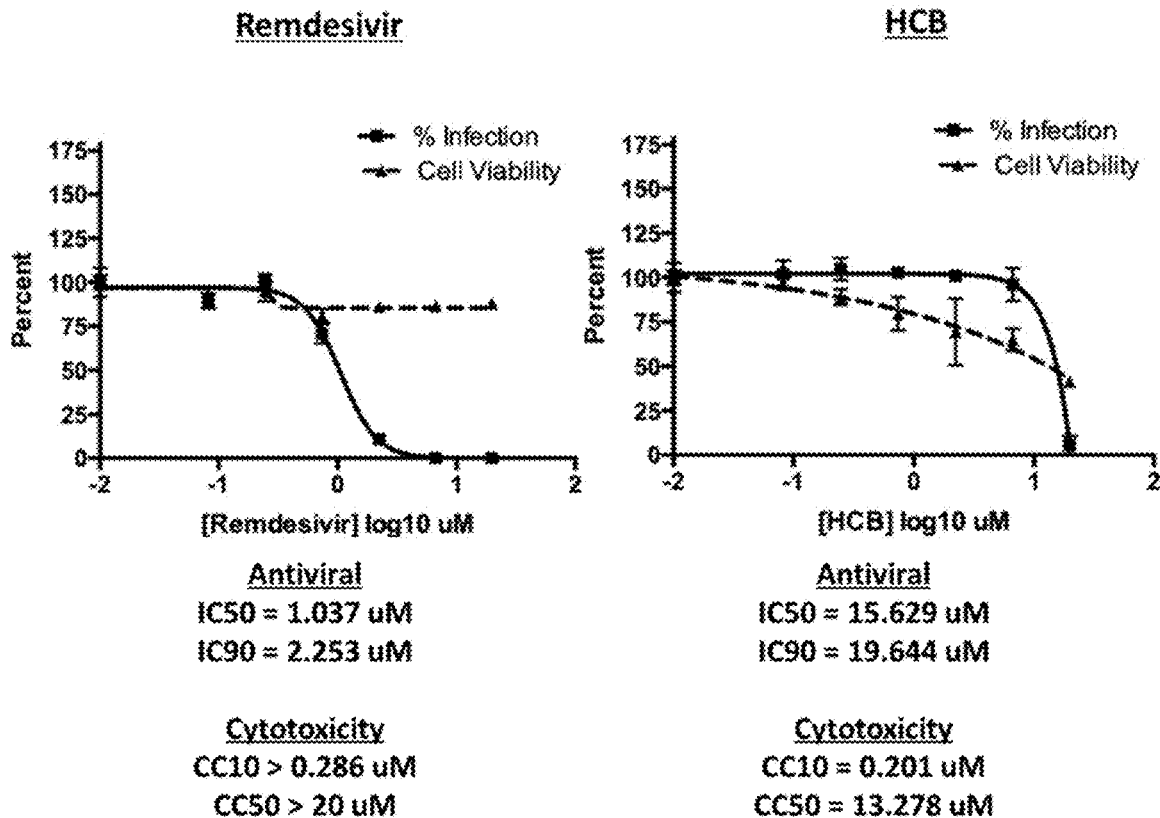 Remdesivir
% Infection
Cell Viability
175
150
125
100
75
50
25
0
Percent
-2
-1
0
1
2
[Remdesivir] log10 uM
Antiviral
IC50 = 1.037 uM
IC90 = 2.253 uM
Cytotoxicity
CC10 > 0.286 uM
CC50 > 20 uM
HCB
% Infection
Cell Viability
175
150
125
100
75
50
25
0
Percent
-2
-1
0
1
2
[HCB] log10 uM
Antiviral
IC50 = 15.629 uM
IC90 = 19.644 uM
Cytotoxicity
CC10 = 0.201 uM
CC50 = 13.278 uM